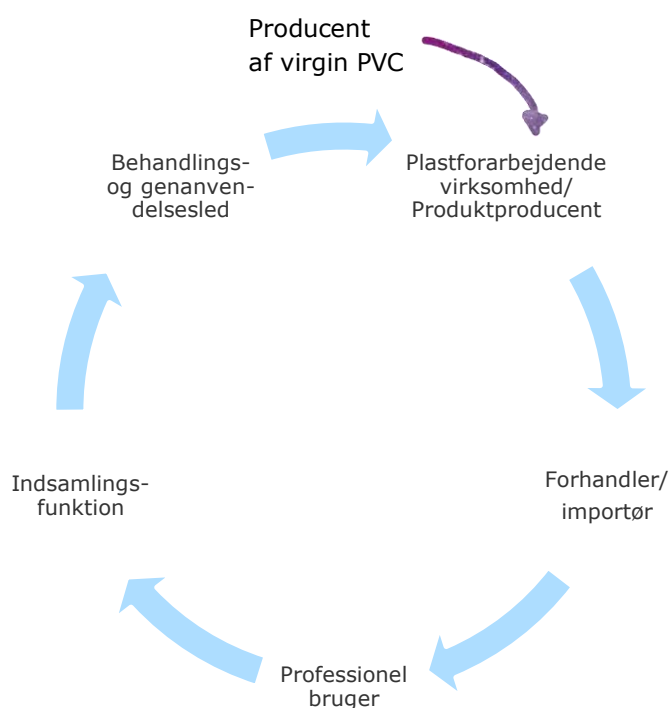 Producent
af virgin PVC
Plastforarbejdende
virksomhed/
Produktproducent
Forhandler/
importør
Professionel
bruger
Indsamlings-
funktion
Behandlings-
og genanven-
delsesled